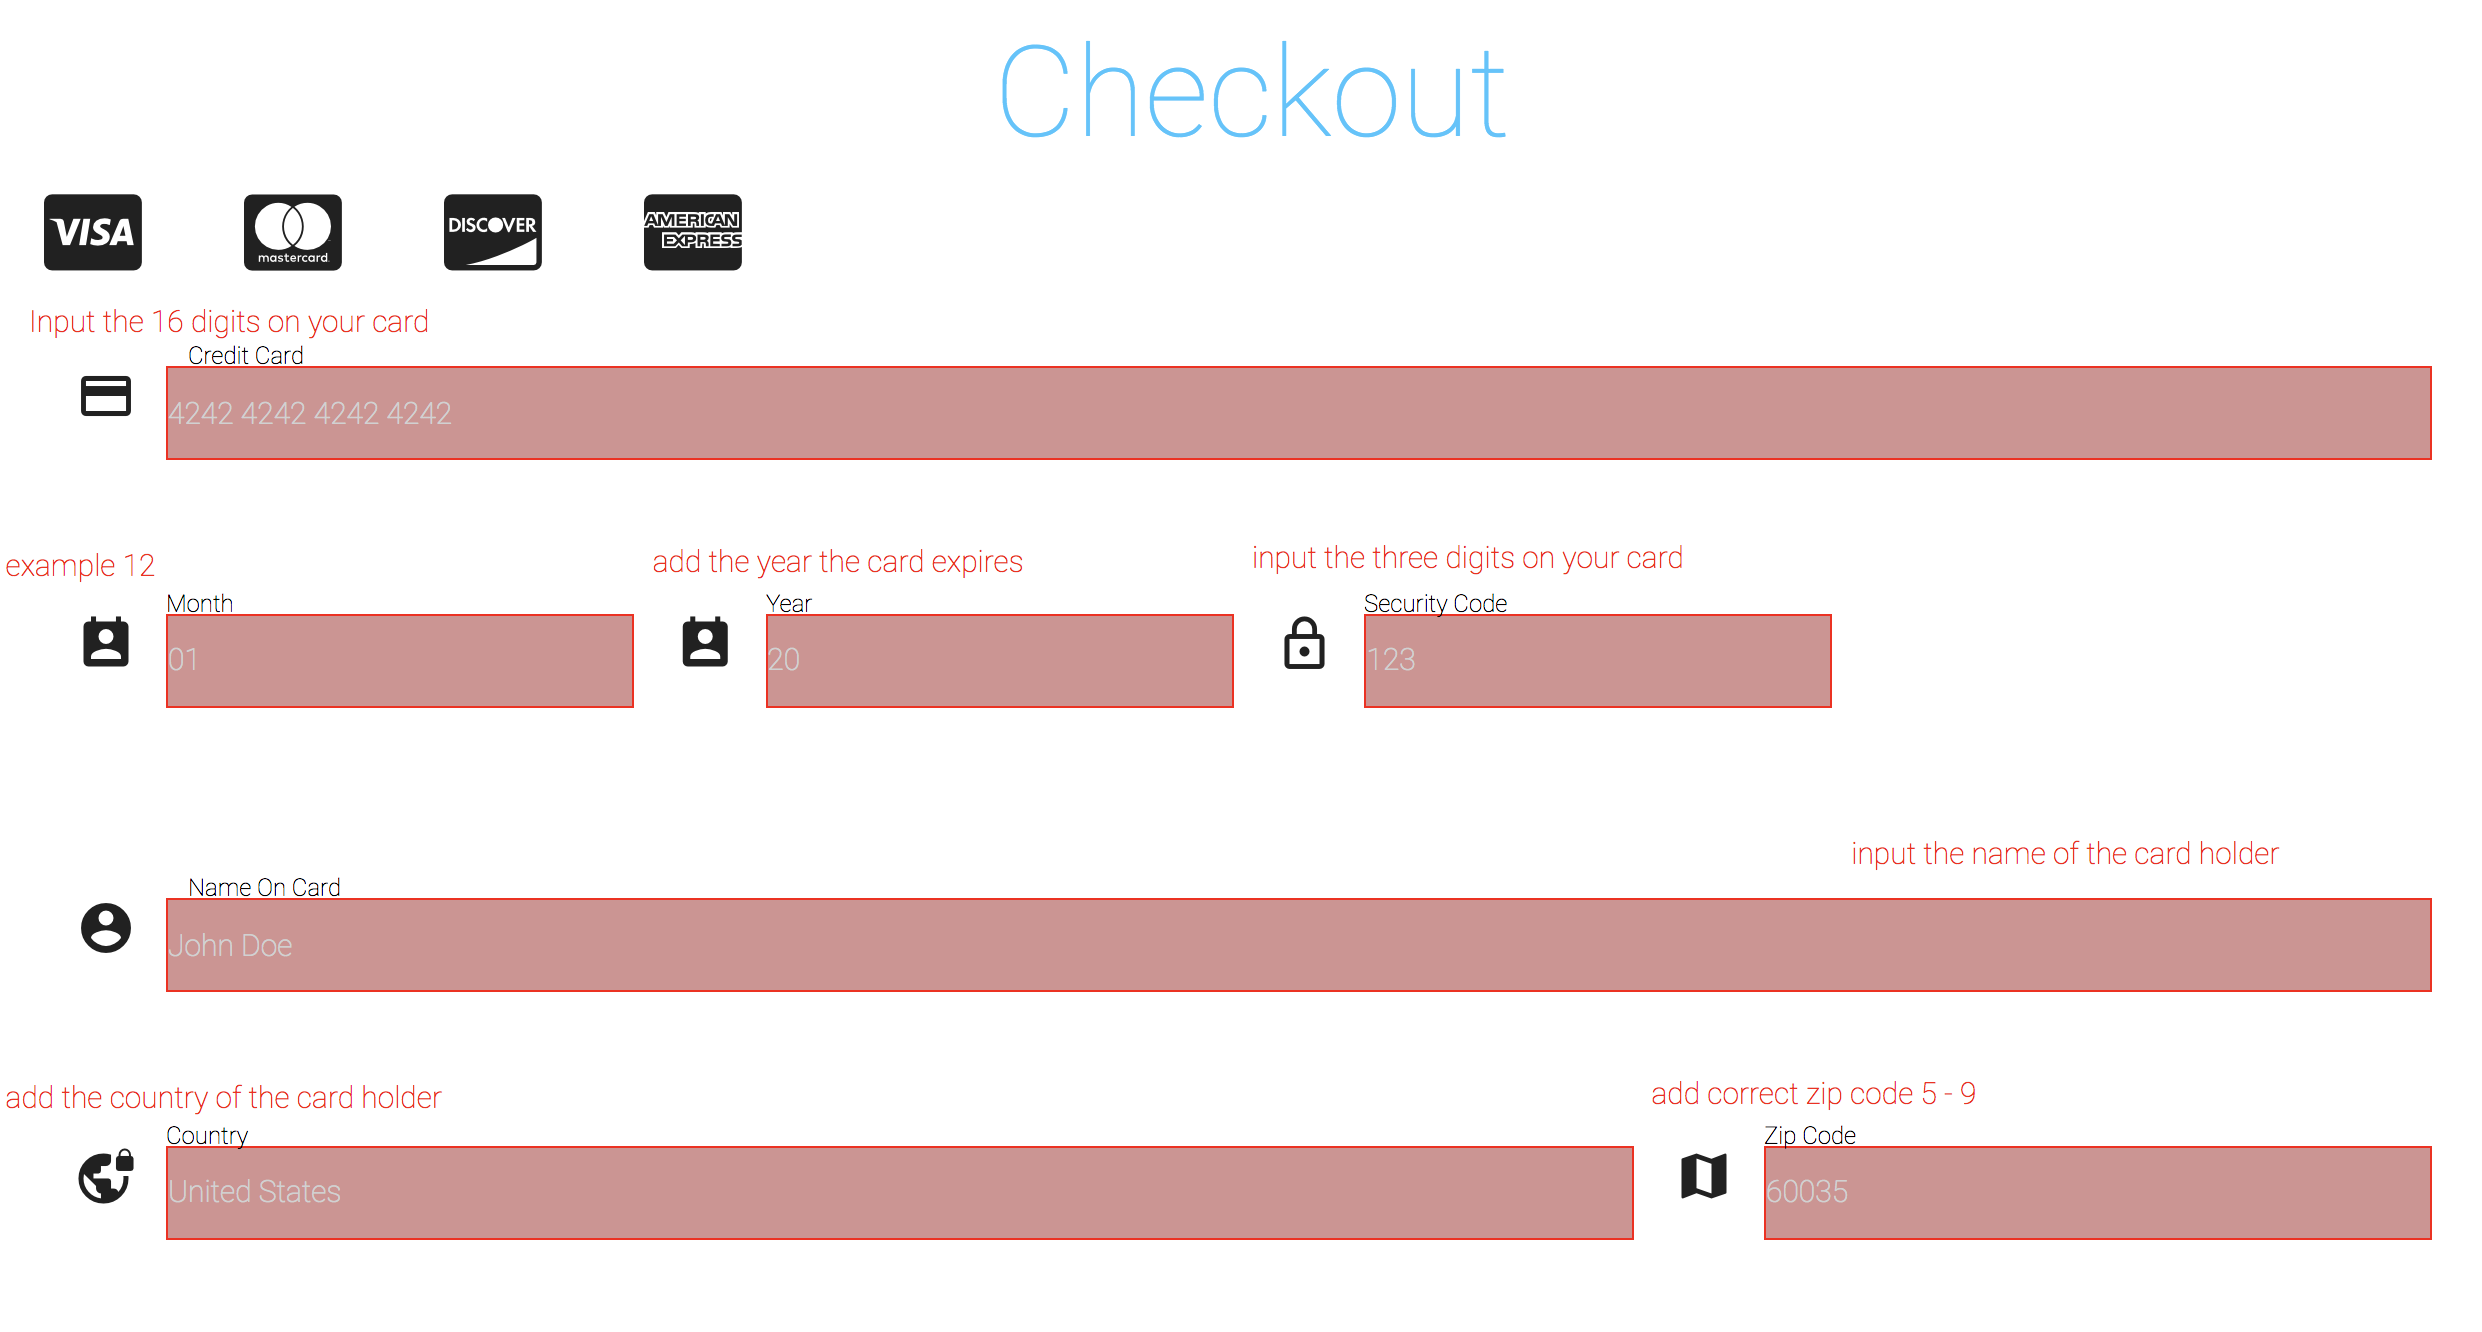 Checkout
VISA
mastercard
DISCOVER
AMERICAN
EXPRESS
Input the 16 digits on your card
Credit Card
4242 4242 4242 4242
example 12
add the year the card expires
input the three digits on your card
Month
Year
Security Code
01
20
123
input the name of the card holder
Name On Card
John Doe
add the country of the card holder
add correct zip code 5 - 9
Country
Zip Code
United States
60035